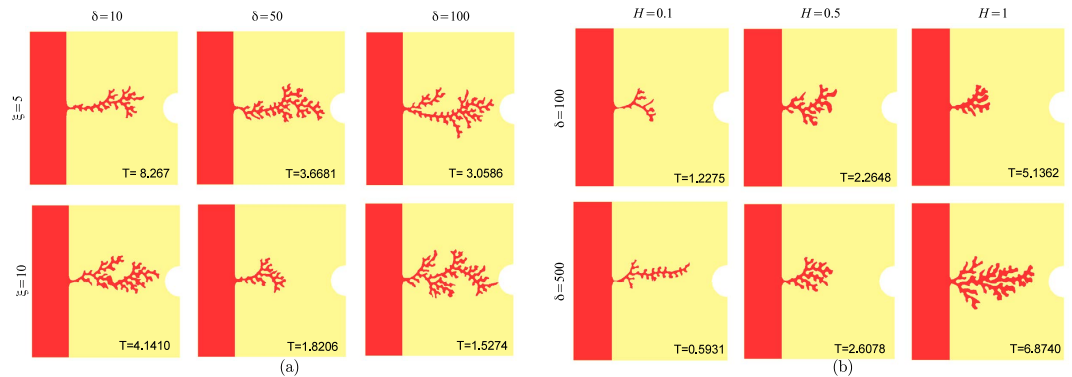 δ=10 δ=50 δ=100
ξ=5
T= 8.267 T=3.6681 T= 3.0586
ξ=10
T=4.1410 T=1.8206 T=1.5274
(a)
H=0.1 H=0.5 H=1
δ=100
T=1.2275 T=2.2648 T=5.1362
δ=500
T=0.5931 T=2.6078 T=6.8740
(b)